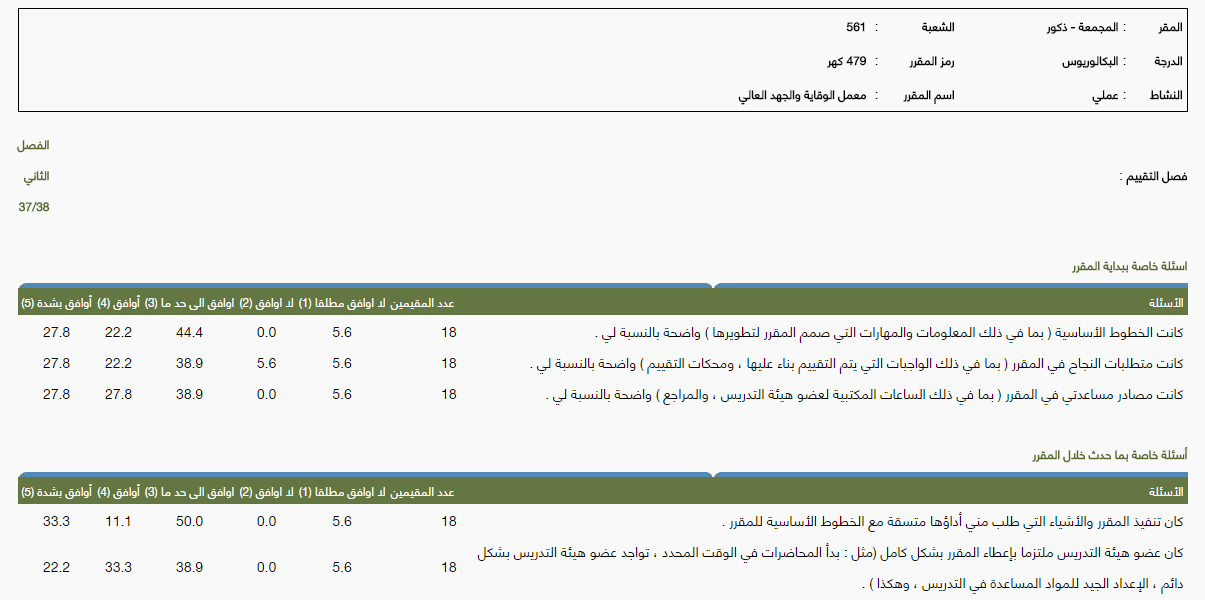 المقر : المجمعة - ذكور الشعبة : 561
الدرجة : البكالوريوس رمز المقرر : 479 كهر
النشاط : عملي اسم المقرر : معمل الوقاية والجهد العالي
فصل التقييم : الفصل
الثاني
37/38
اسئلة خاصة ببداية المقرر
الأسئلة عدد المقيمين لا اوافق مطلقا (1) لا اوافق (2) اوافق الى حد ما (3) أوافق (4) أوافق بشدة (5)
كانت الخطوط الأساسية ( بما في ذلك المعلومات والمهارات التي صمم المقرر لتطويرها ) واضحة بالنسبة لي . 18 5.6 0.0 44.4 22.2 27.8
كانت متطلبات النجاح في المقرر ( بما في ذلك الواجبات التي يتم التقييم بناء عليها ، ومحكات التقييم ) واضحة بالنسبة لي . 18 5.6 5.6 38.9 22.2 27.8
كانت مصادر مساعدتي في المقرر ( بما في ذلك الساعات المكتبية لعضو هيئة التدريس ، والمراجع ) واضحة بالنسبة لي . 18 5.6 0.0 38.9 27.8 27.8
أسئلة خاصة بما حدث خلال المقرر
الأسئلة عدد المقيمين لا اوافق مطلقا (1) لا اوافق (2) اوافق الى حد ما (3) أوافق (4) أوافق بشدة (5)
كان تنفيذ المقرر والأشياء التي طلب مني أداؤها متسقة مع الخطوط الأساسية للمقرر . 18 5.6 0.0 50.0 11.1 33.3
كان عضو هيئة التدريس ملتزما بإعطاء المقرر بشكل كامل (مثل : بدأ المحاضرات في الوقت المحدد ، تواجد عضو هيئة التدريس بشكل
دائم ، الإعداد الجيد للمواد المساعدة في التدريس ، وهكذا ) . 18 5.6 0.0 38.9 33.3 22.2